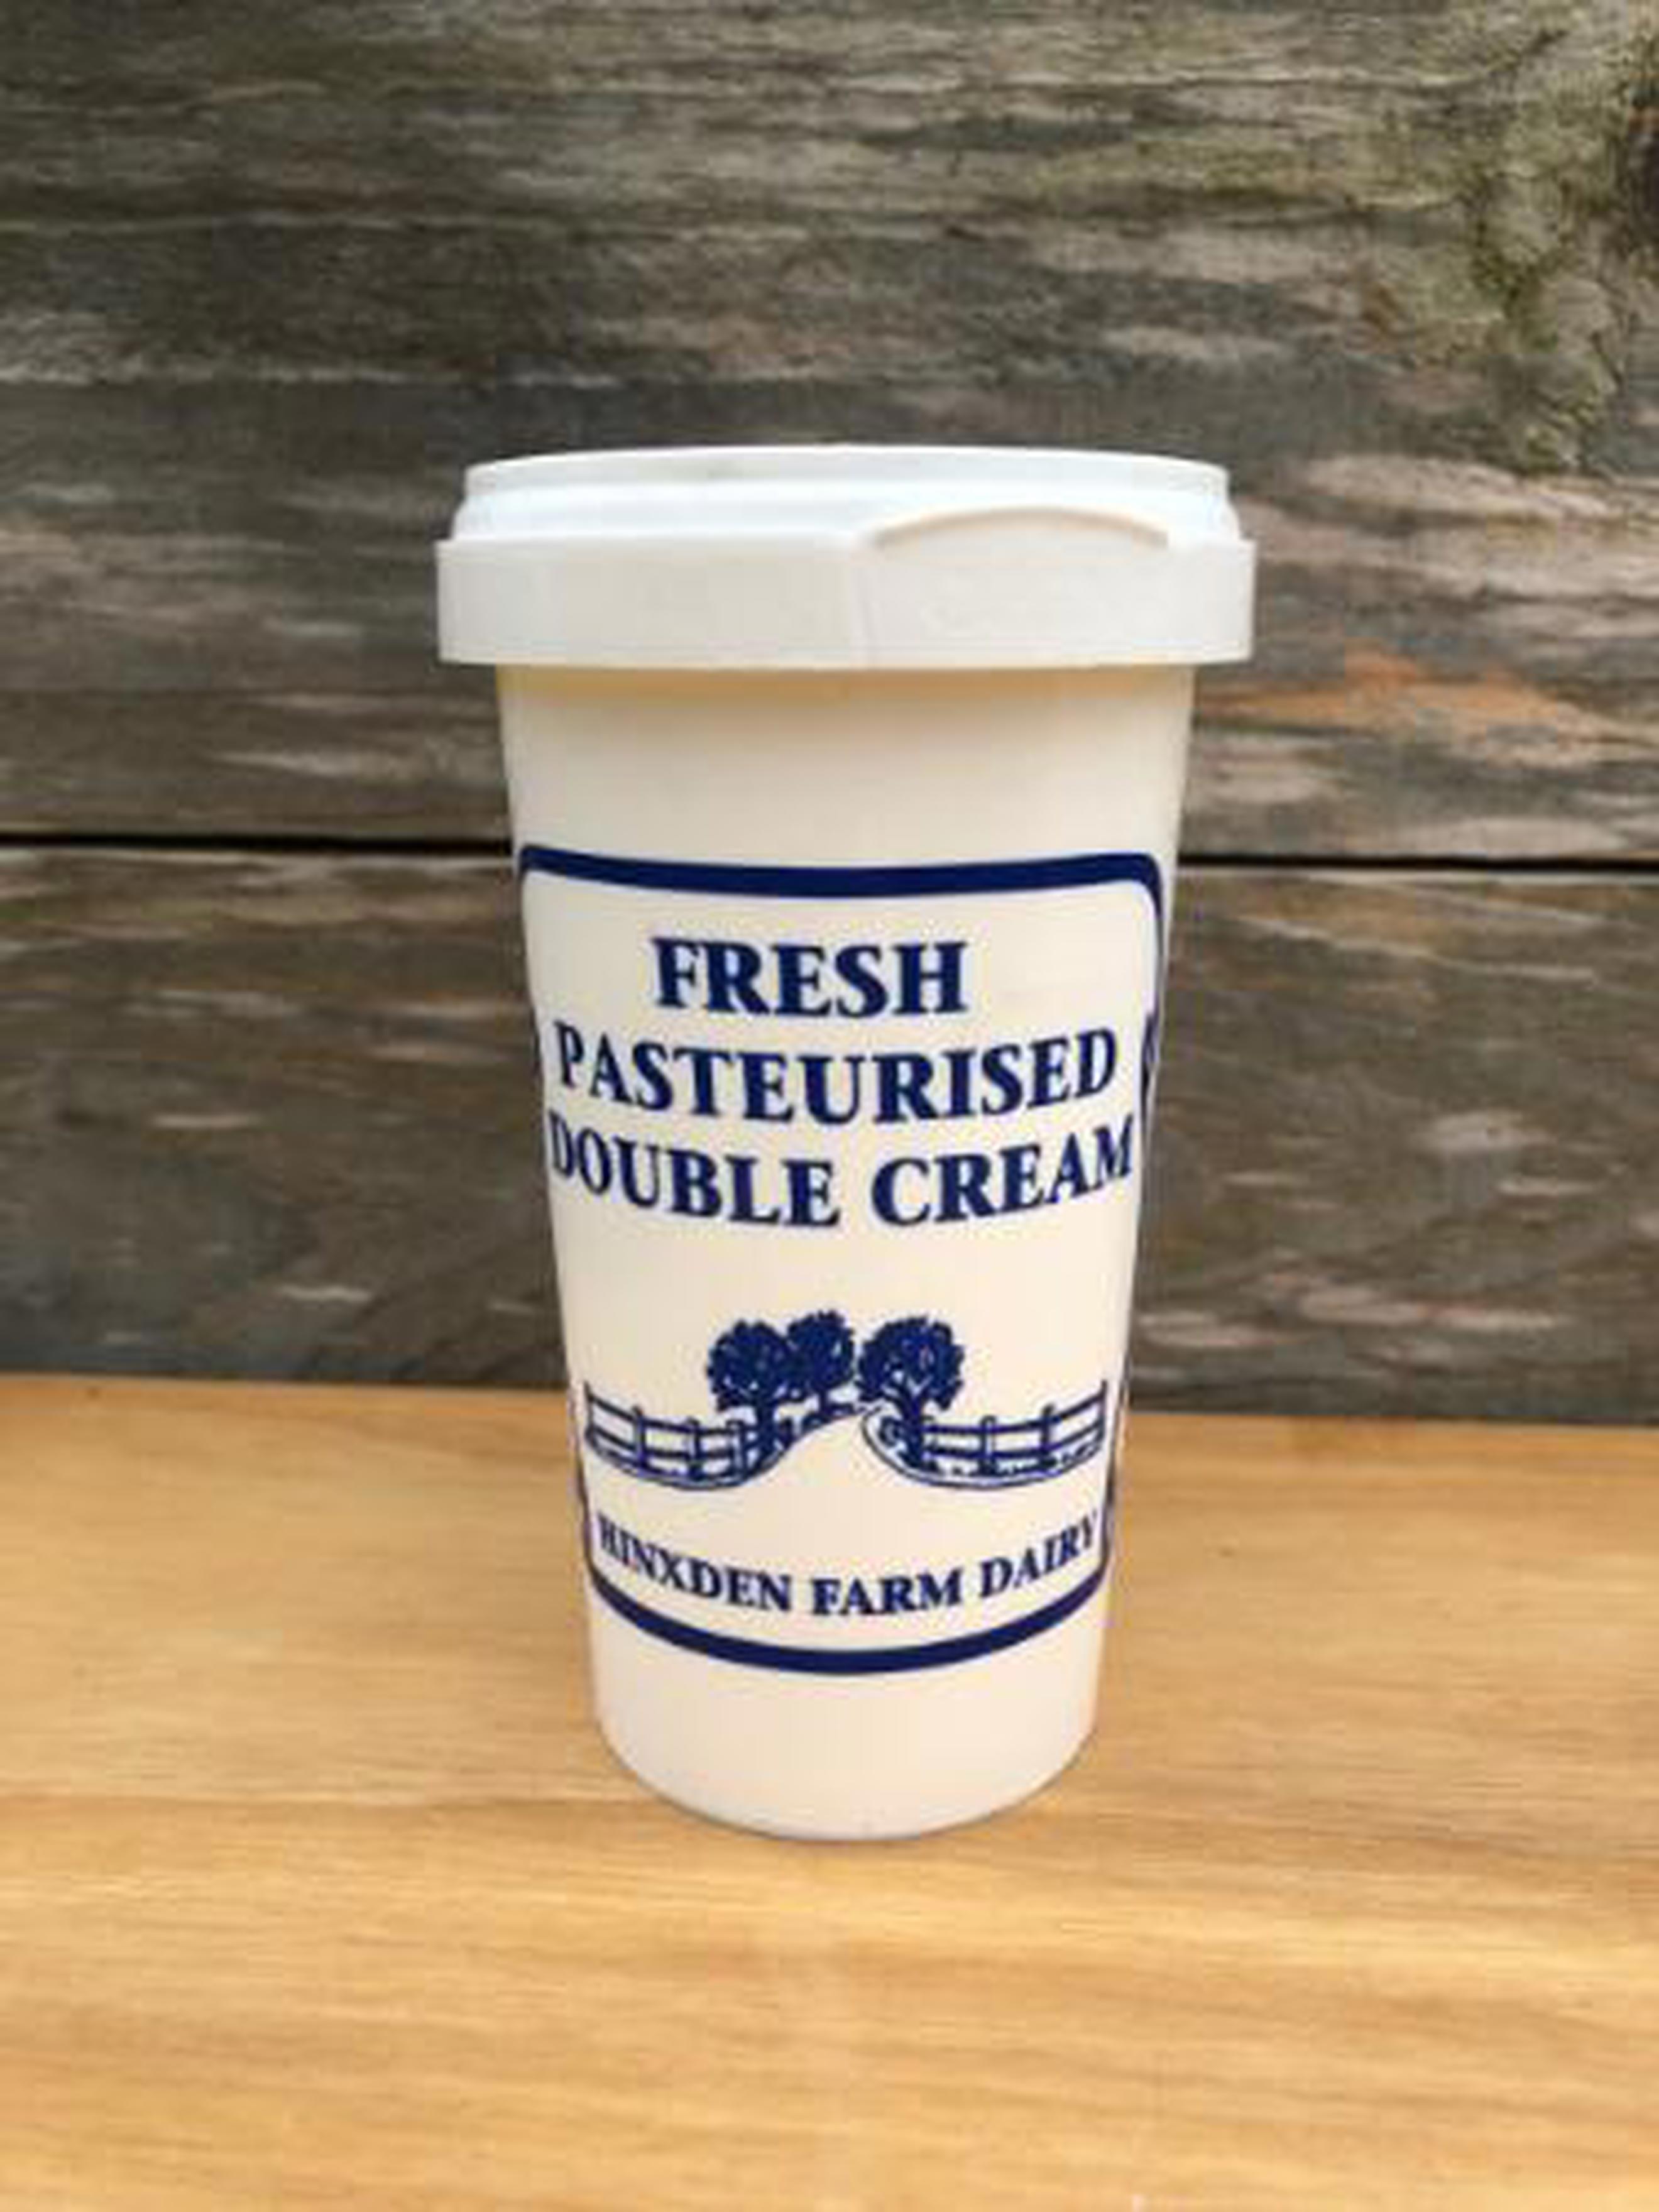 FRESH
PASTEURISED
DOUBLE CREAM
HINXDEN FARM DAIRY